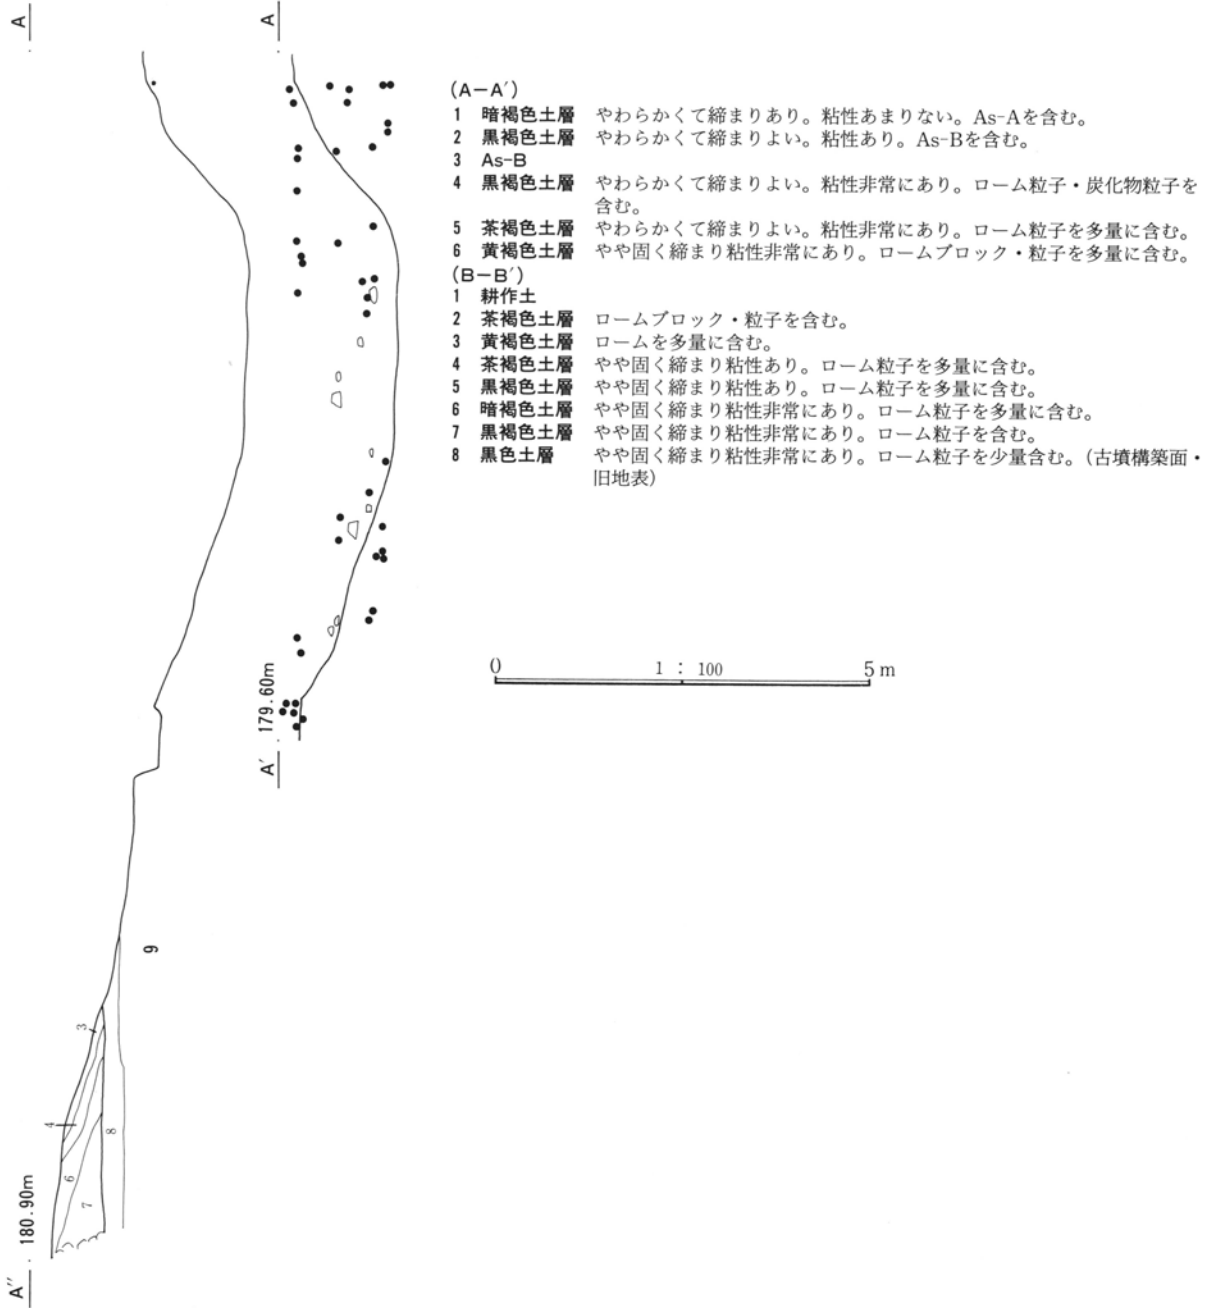 A
A
(A−A′)
1 暗褐色土層 やわらかくて締まりあり。粘性あまりない。As-Aを含む。
2 黒褐色土層 やわらかくて締まりよい。粘性あり。As-Bを含む。
3 As-B
4 黒褐色土層 やわらかくて締まりよい。粘性非常にあり。ローム粒子・炭化物粒子を
含む。
5 茶褐色土層 やわらかくて締まりよい。粘性非常にあり。ローム粒子を多量に含む。
6 黄褐色土層 やや固く締まり粘性非常にあり。ロームブロック・粒子を多量に含む。
(B−B′)
1 耕作土
2 茶褐色土層 ロームブロック・粒子を含む。
3 黄褐色土層 ロームを多量に含む。
4 茶褐色土層 やや固く締まり粘性あり。ローム粒子を多量に含む。
5 黒褐色土層 やや固く締まり粘性あり。ローム粒子を多量に含む。
6 暗褐色土層 やや固く締まり粘性非常にあり。ローム粒子を多量に含む。
7 黒褐色土層 やや固く締まり粘性非常にあり。ローム粒子を含む。
8 黒色土層 やや固く締まり粘性非常にあり。ローム粒子を少量含む。(古墳構築面・
旧地表)
0 1 : 100 5 m
179.60m
A′
9
3
4
8
6
7
180.90m
A″